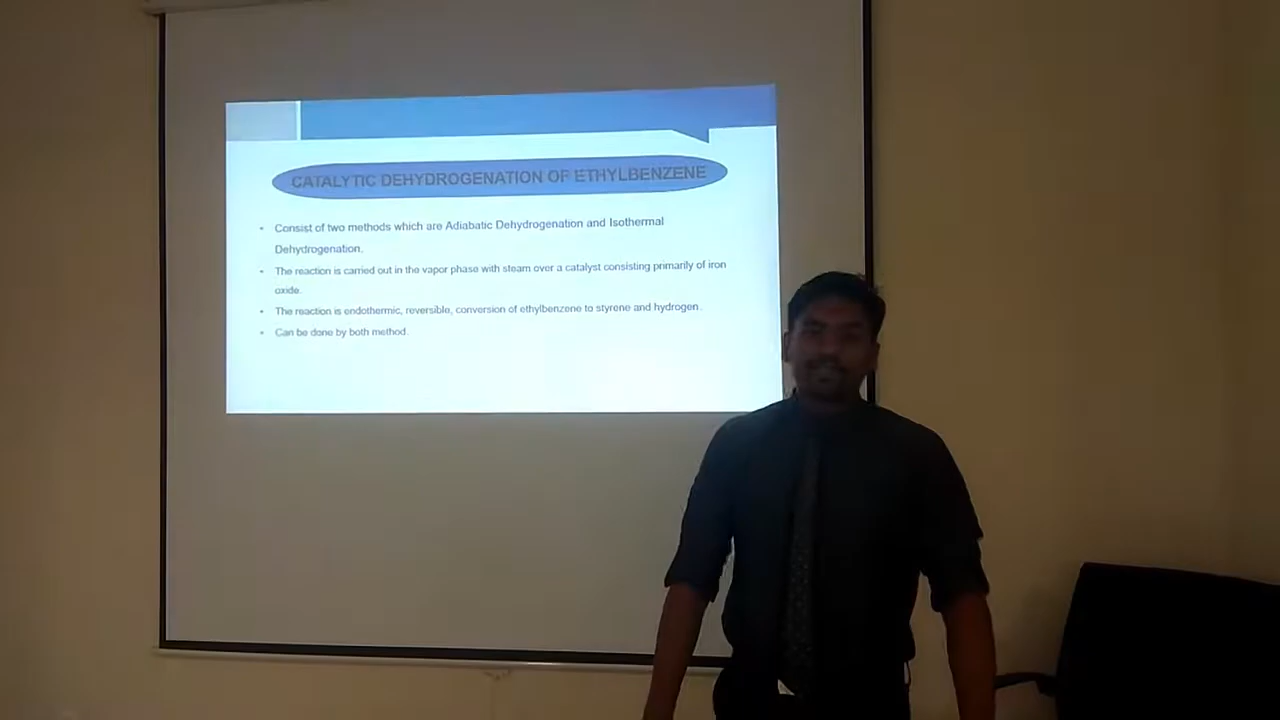 CATALYTIC DEHYDROGENATION OF ETHYLBENZENE
• Consist of two methods which are Adiabatic Dehydrogenation and Isothermal
Dehydrogenation.
• The reaction is carried out in the vapor phase with steam over a catalyst consisting primarily of iron
oxide.
• The reaction is endothermic, reversible, conversion of ethylbenzene to styrene and hydrogen.
• Can be done by both method.